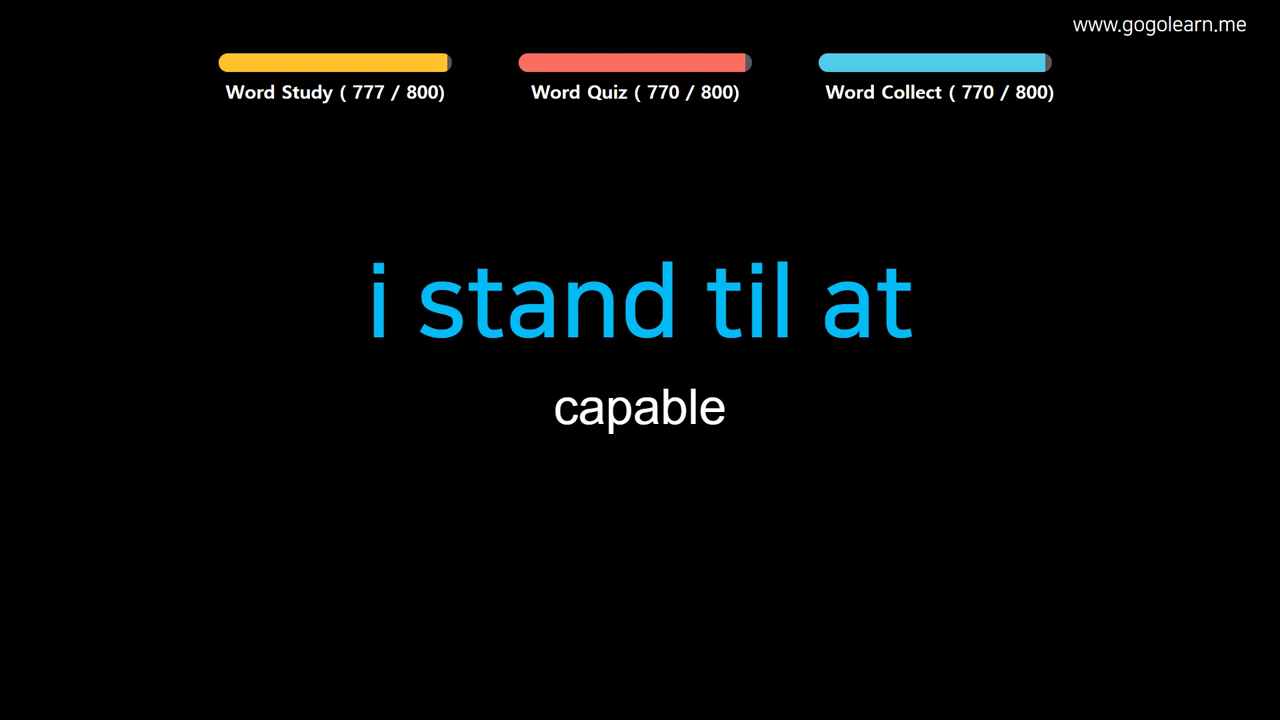 www.gogolearn.me
Word Study ( 777 / 800)
Word Quiz ( 770 / 800)
Word Collect ( 770 / 800)
i stand til at
capable